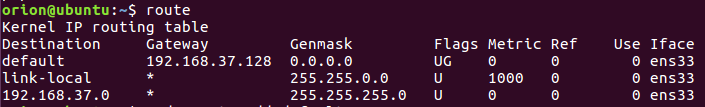 orion@ubuntu:~$ route
Kernel IP routing table
Destination     Gateway         Genmask         Flags Metric Ref    Use Iface
default         192.168.37.128  0.0.0.0         UG    0      0        0 ens33
link-local      *               255.255.0.0     U     1000   0        0 ens33
192.168.37.0    *               255.255.255.0   U     0      0        0 ens33